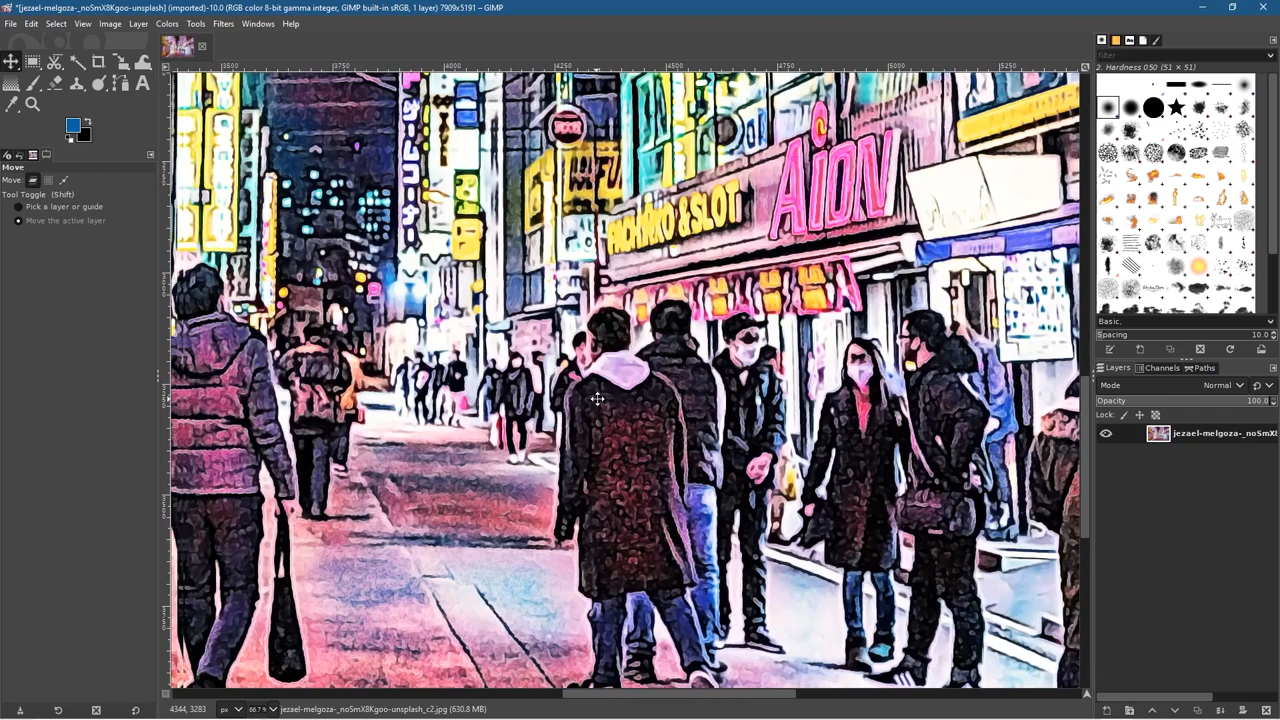 *[jezael-melgoza-_noSmX8Kgoo-unsplash] (imported)-10.0 (RGB color 8-bit gamma integer, GIMP built-in sRGB, 1 layer) 7909x5191 – GIMP
File Edit Select View Image Layer Colors Tools Filters Windows Help
3500 3750 4000 4250 4500 4750 5000 5250
filter
2. Hardness 050 (51 × 51)
Move
Move:
Tool Toggle (Shift)
Pick a layer or guide
Move the active layer
PACHINKO & SLOT
AiON
Basic,
Spacing 10.0
Layers Channels Paths
Mode Normal
Opacity 100.0
Lock:
jezael-melgoza-_noSmX8
4344, 3283 px 66.7 % jezael-melgoza-_noSmX8Kgoo-unsplash_c2.jpg (630.8 MB)